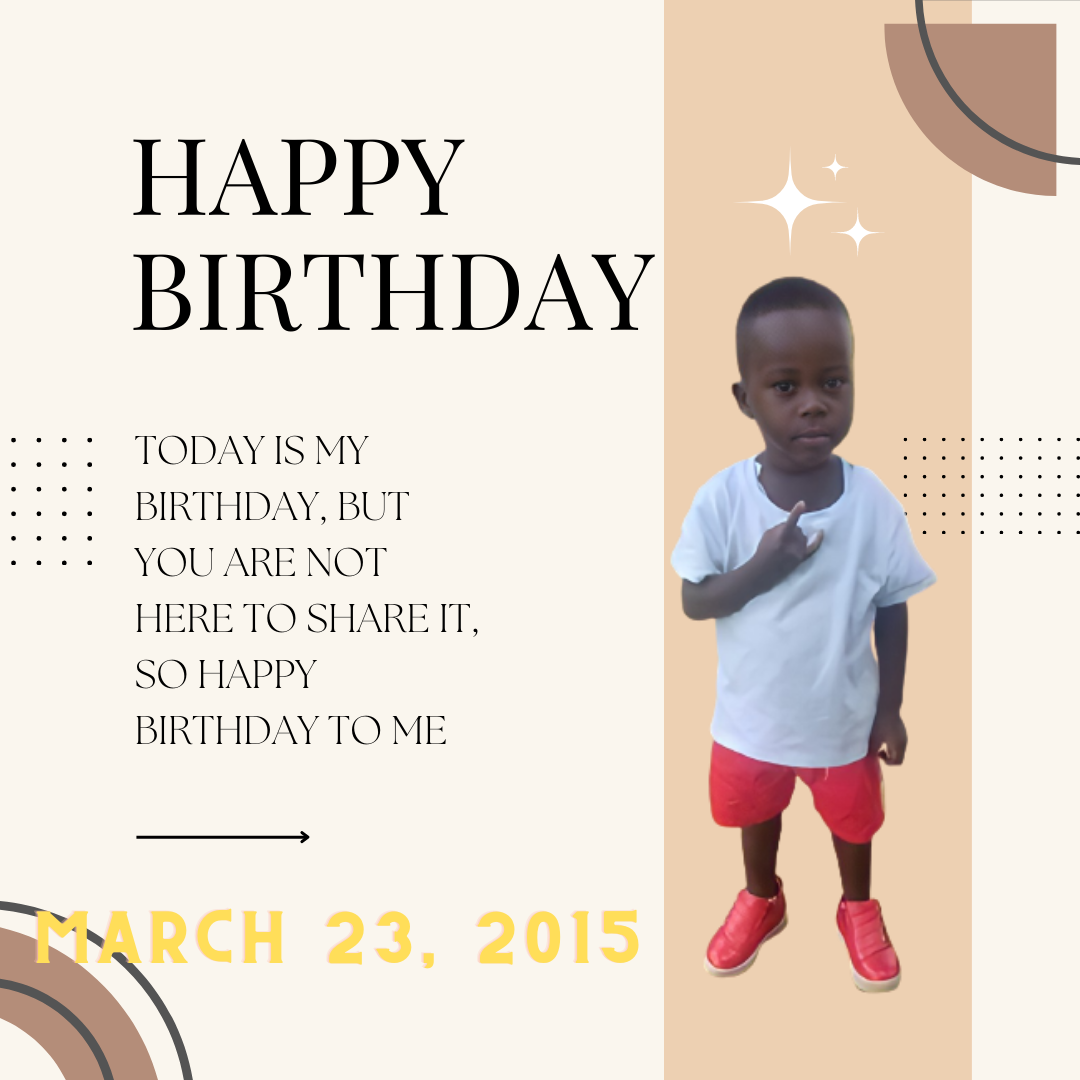 HAPPY
BIRTHDAY
TODAY IS MY
BIRTHDAY, BUT
YOU ARE NOT
HERE TO SHARE IT,
SO HAPPY
BIRTHDAY TO ME
MARCH 23, 2015